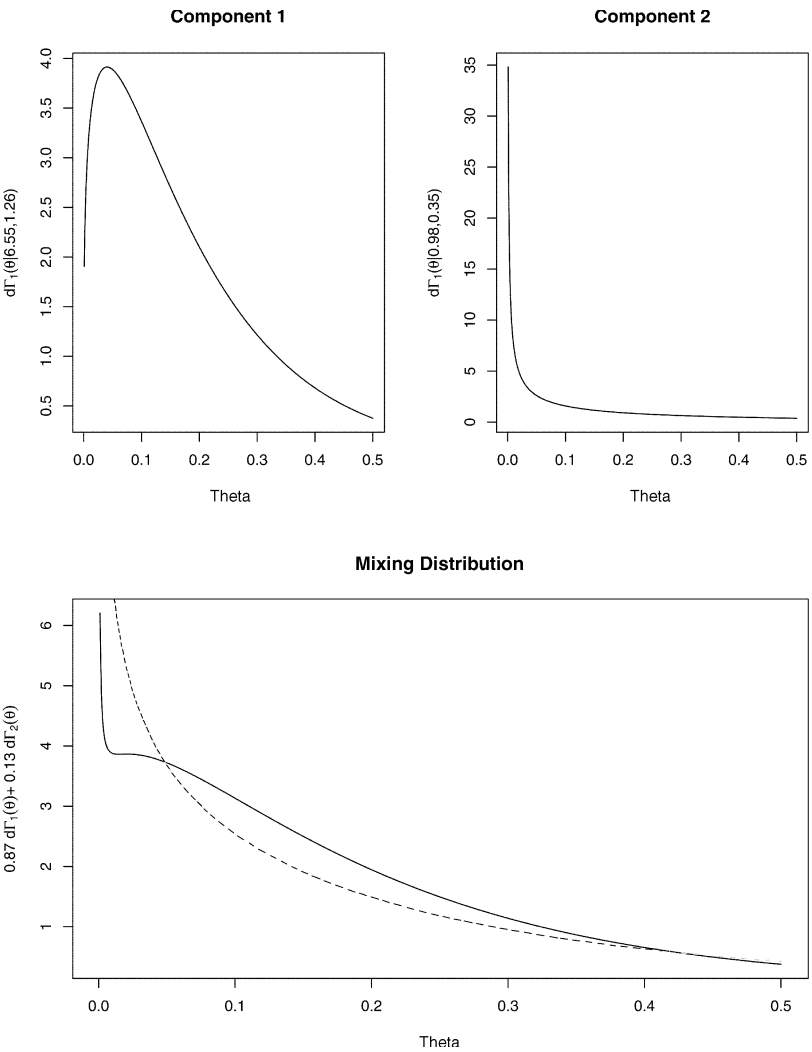 Component 1
dΓ₁(θ|6.55,1.26)
4.0
3.5
3.0
2.5
2.0
1.5
1.0
0.5
0.0 0.1 0.2 0.3 0.4 0.5
Theta
Component 2
dΓ₁(θ|0.98,0.35)
35
30
25
20
15
10
5
0
0.0 0.1 0.2 0.3 0.4 0.5
Theta
Mixing Distribution
0.87 dΓ₁(θ)+ 0.13 dΓ₂(θ)
6
5
4
3
2
1
0.0 0.1 0.2 0.3 0.4 0.5
Theta